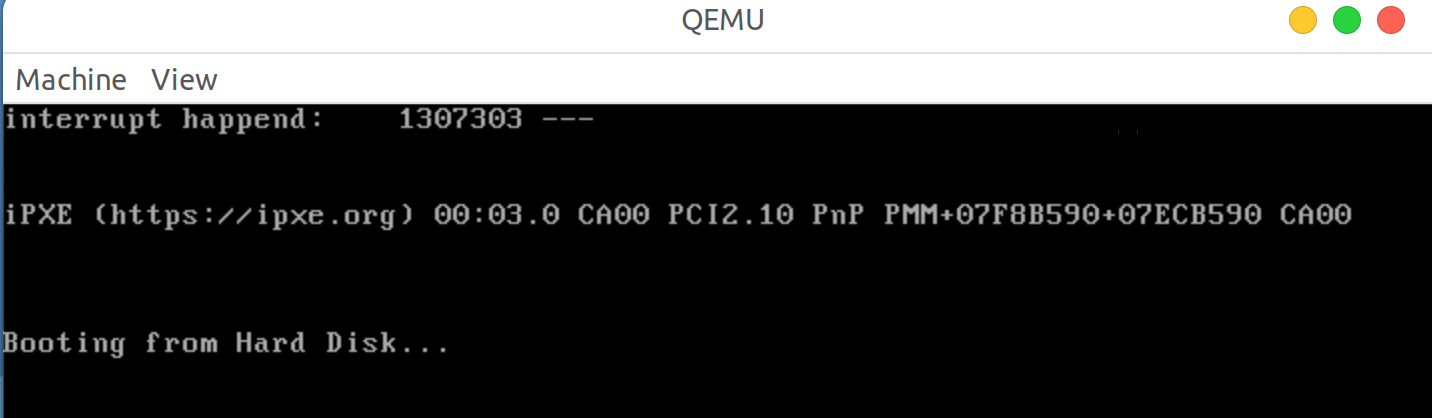 QEMU
Machine View
interrupt happend: 1307303 ---
iPXE (https://ipxe.org) 00:03.0 CA00 PCI2.10 PnP PMM+07F8B590+07ECB590 CA00
Booting from Hard Disk...